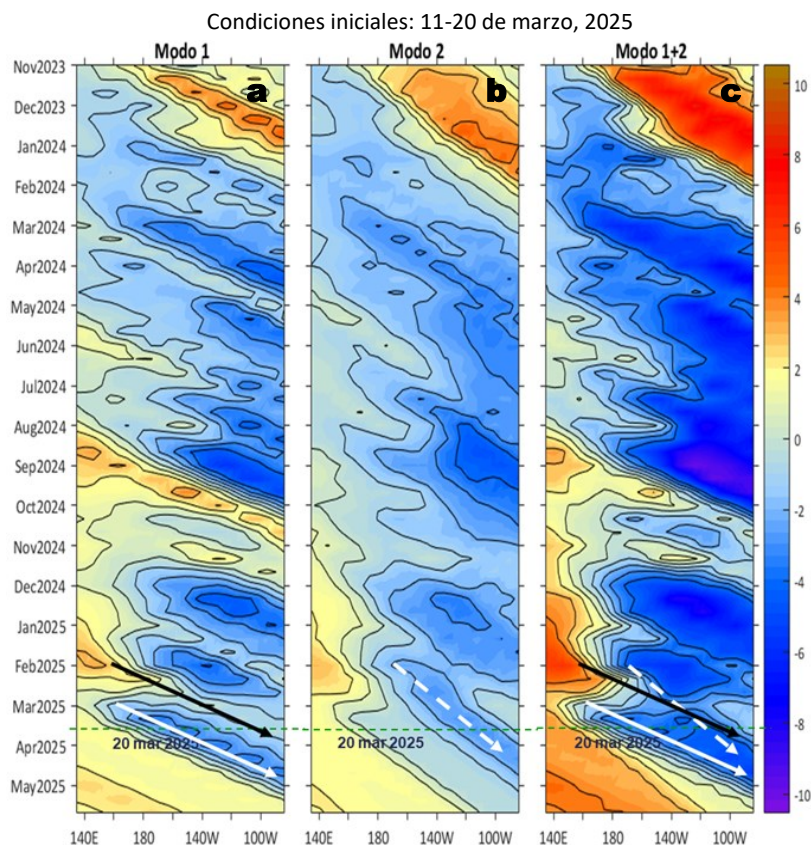 Condiciones iniciales: 11-20 de marzo, 2025
Modo 1
Modo 2
Modo 1+2
a
b
c
Nov2023
Dec2023
Jan2024
Feb2024
Mar2024
Apr2024
May2024
Jun2024
Jul2024
Aug2024
Sep2024
Oct2024
Nov2024
Dec2024
Jan2025
Feb2025
Mar2025
Apr2025
May2025
20 mar 2025
20 mar 2025
20 mar 2025
140E 180 140W 100W
140E 180 140W 100W
140E 180 140W 100W
10
8
6
4
2
0
-2
-4
-6
-8
-10